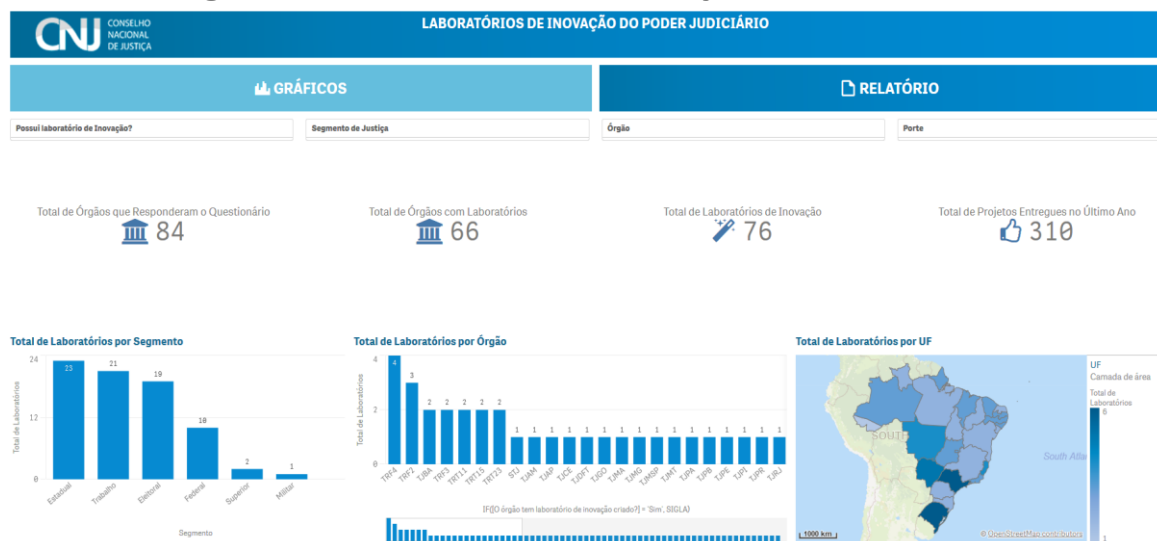 CNJ CONSELHO NACIONAL DE JUSTIÇA
LABORATÓRIOS DE INOVAÇÃO DO PODER JUDICIÁRIO
GRÁFICOS
RELATÓRIO
Possui laboratório de Inovação?
Segmento de Justiça
Órgão
Porte
Total de Órgãos que Responderam o Questionário
84
Total de Órgãos com Laboratórios
66
Total de Laboratórios de Inovação
76
Total de Projetos Entregues no Último Ano
310
Total de Laboratórios por Segmento
Total de Laboratórios
24
12
0
23
21
19
10
2
1
Estadual
Trabalho
Eleitoral
Federal
Superior
Militar
Segmento
Total de Laboratórios por Órgão
Total de Laboratórios
4
2
0
4
3
2 2 2 2 2
1 1 1 1 1 1 1 1 1 1 1 1 1 1
TRF4
TRF2
TJBA
TRF3
TRT11
TRT15
TRT23
STJ
TJAM
TJAP
TJCE
TJDFT
TJGO
TJMA
TJMG
TJMSP
TJMT
TJPA
TJPB
TJPE
TJPI
TJPR
TJRJ
IF([O órgão tem laboratório de inovação criado?] = 'Sim', SIGLA)
Total de Laboratórios por UF
SOUTH
South Atla
1000 km
© OpenStreetMap contributors
UF
Camada de área
Total de
Laboratórios
6
1